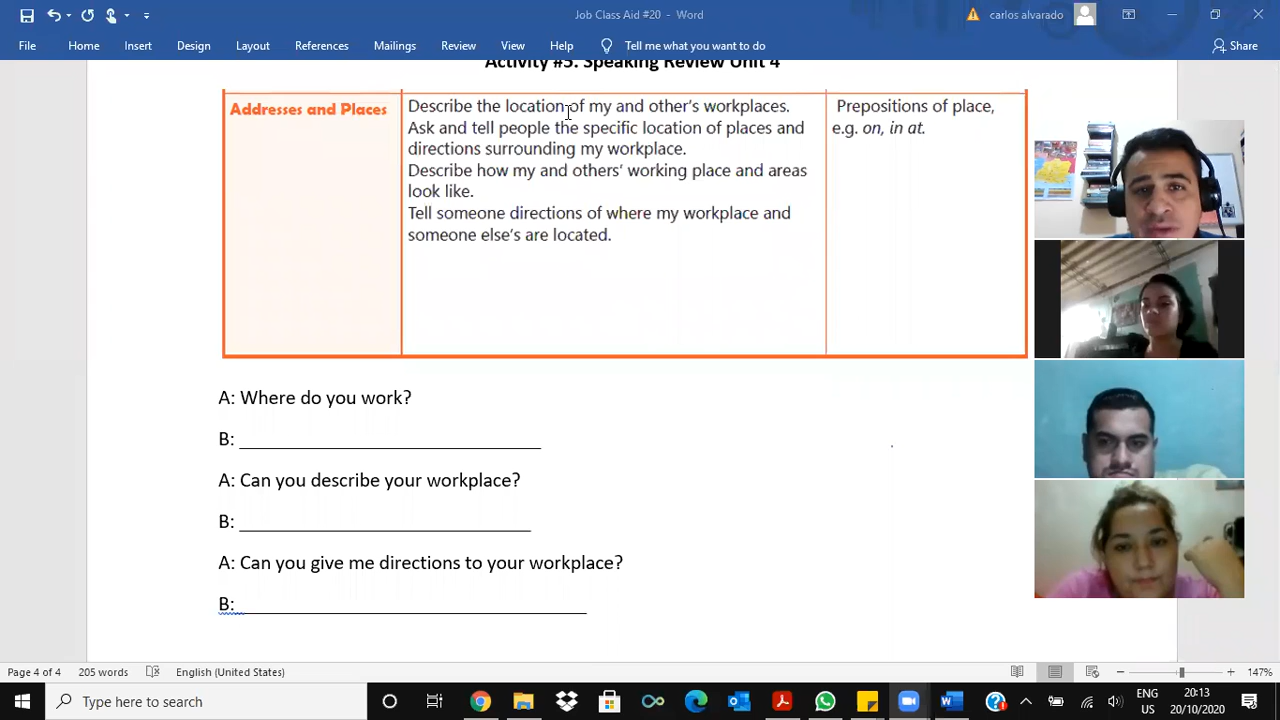 Job Class Aid #20 - Word
carlos alvarado
File Home Insert Design Layout References Mailings Review View Help Tell me what you want to do Share
Activity #5: Speaking Review Unit 4
Addresses and Places
Describe the location of my and other's workplaces.
Ask and tell people the specific location of places and
directions surrounding my workplace.
Describe how my and others' working place and areas
look like.
Tell someone directions of where my workplace and
someone else's are located.
Prepositions of place,
e.g. on, in at.
A: Where do you work?
B: ______________________________
A: Can you describe your workplace?
B: _____________________________
A: Can you give me directions to your workplace?
B: __________________________________
Page 4 of 4 205 words English (United States) 147%
Type here to search
ENG
US
20:13
20/10/2020